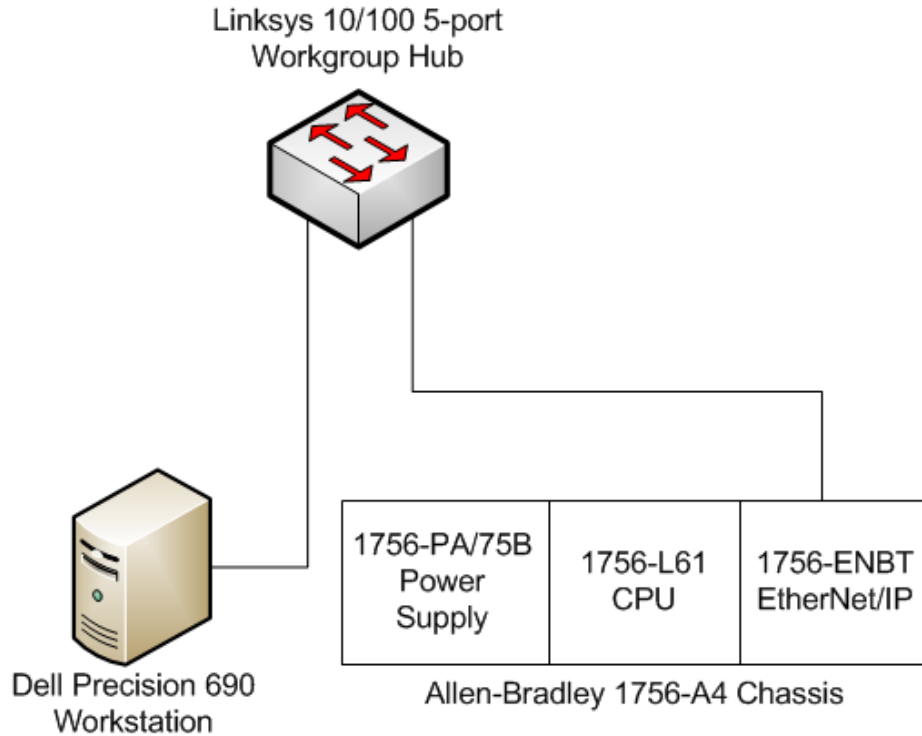 Linksys 10/100 5-port
Workgroup Hub
1756-PA/75B
Power
Supply
1756-L61
CPU
1756-ENBT
EtherNet/IP
Dell Precision 690
Workstation
Allen-Bradley 1756-A4 Chassis